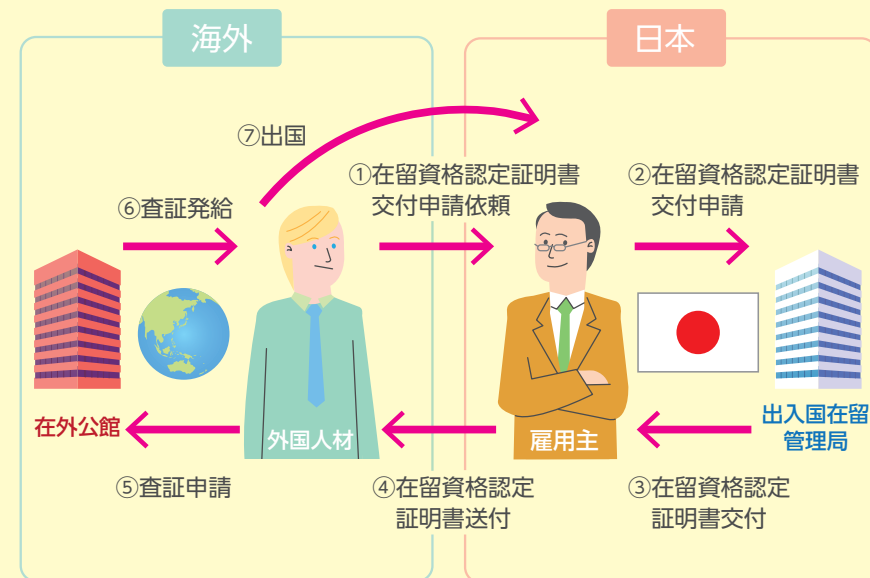 海外
日本
⑦出国
①在留資格認定証明書
交付申請依頼
②在留資格認定証明書
交付申請
⑥査証発給
在外公館
外国人材
雇用主
出入国在留
管理局
⑤査証申請
④在留資格認定
証明書送付
③在留資格認定
証明書交付